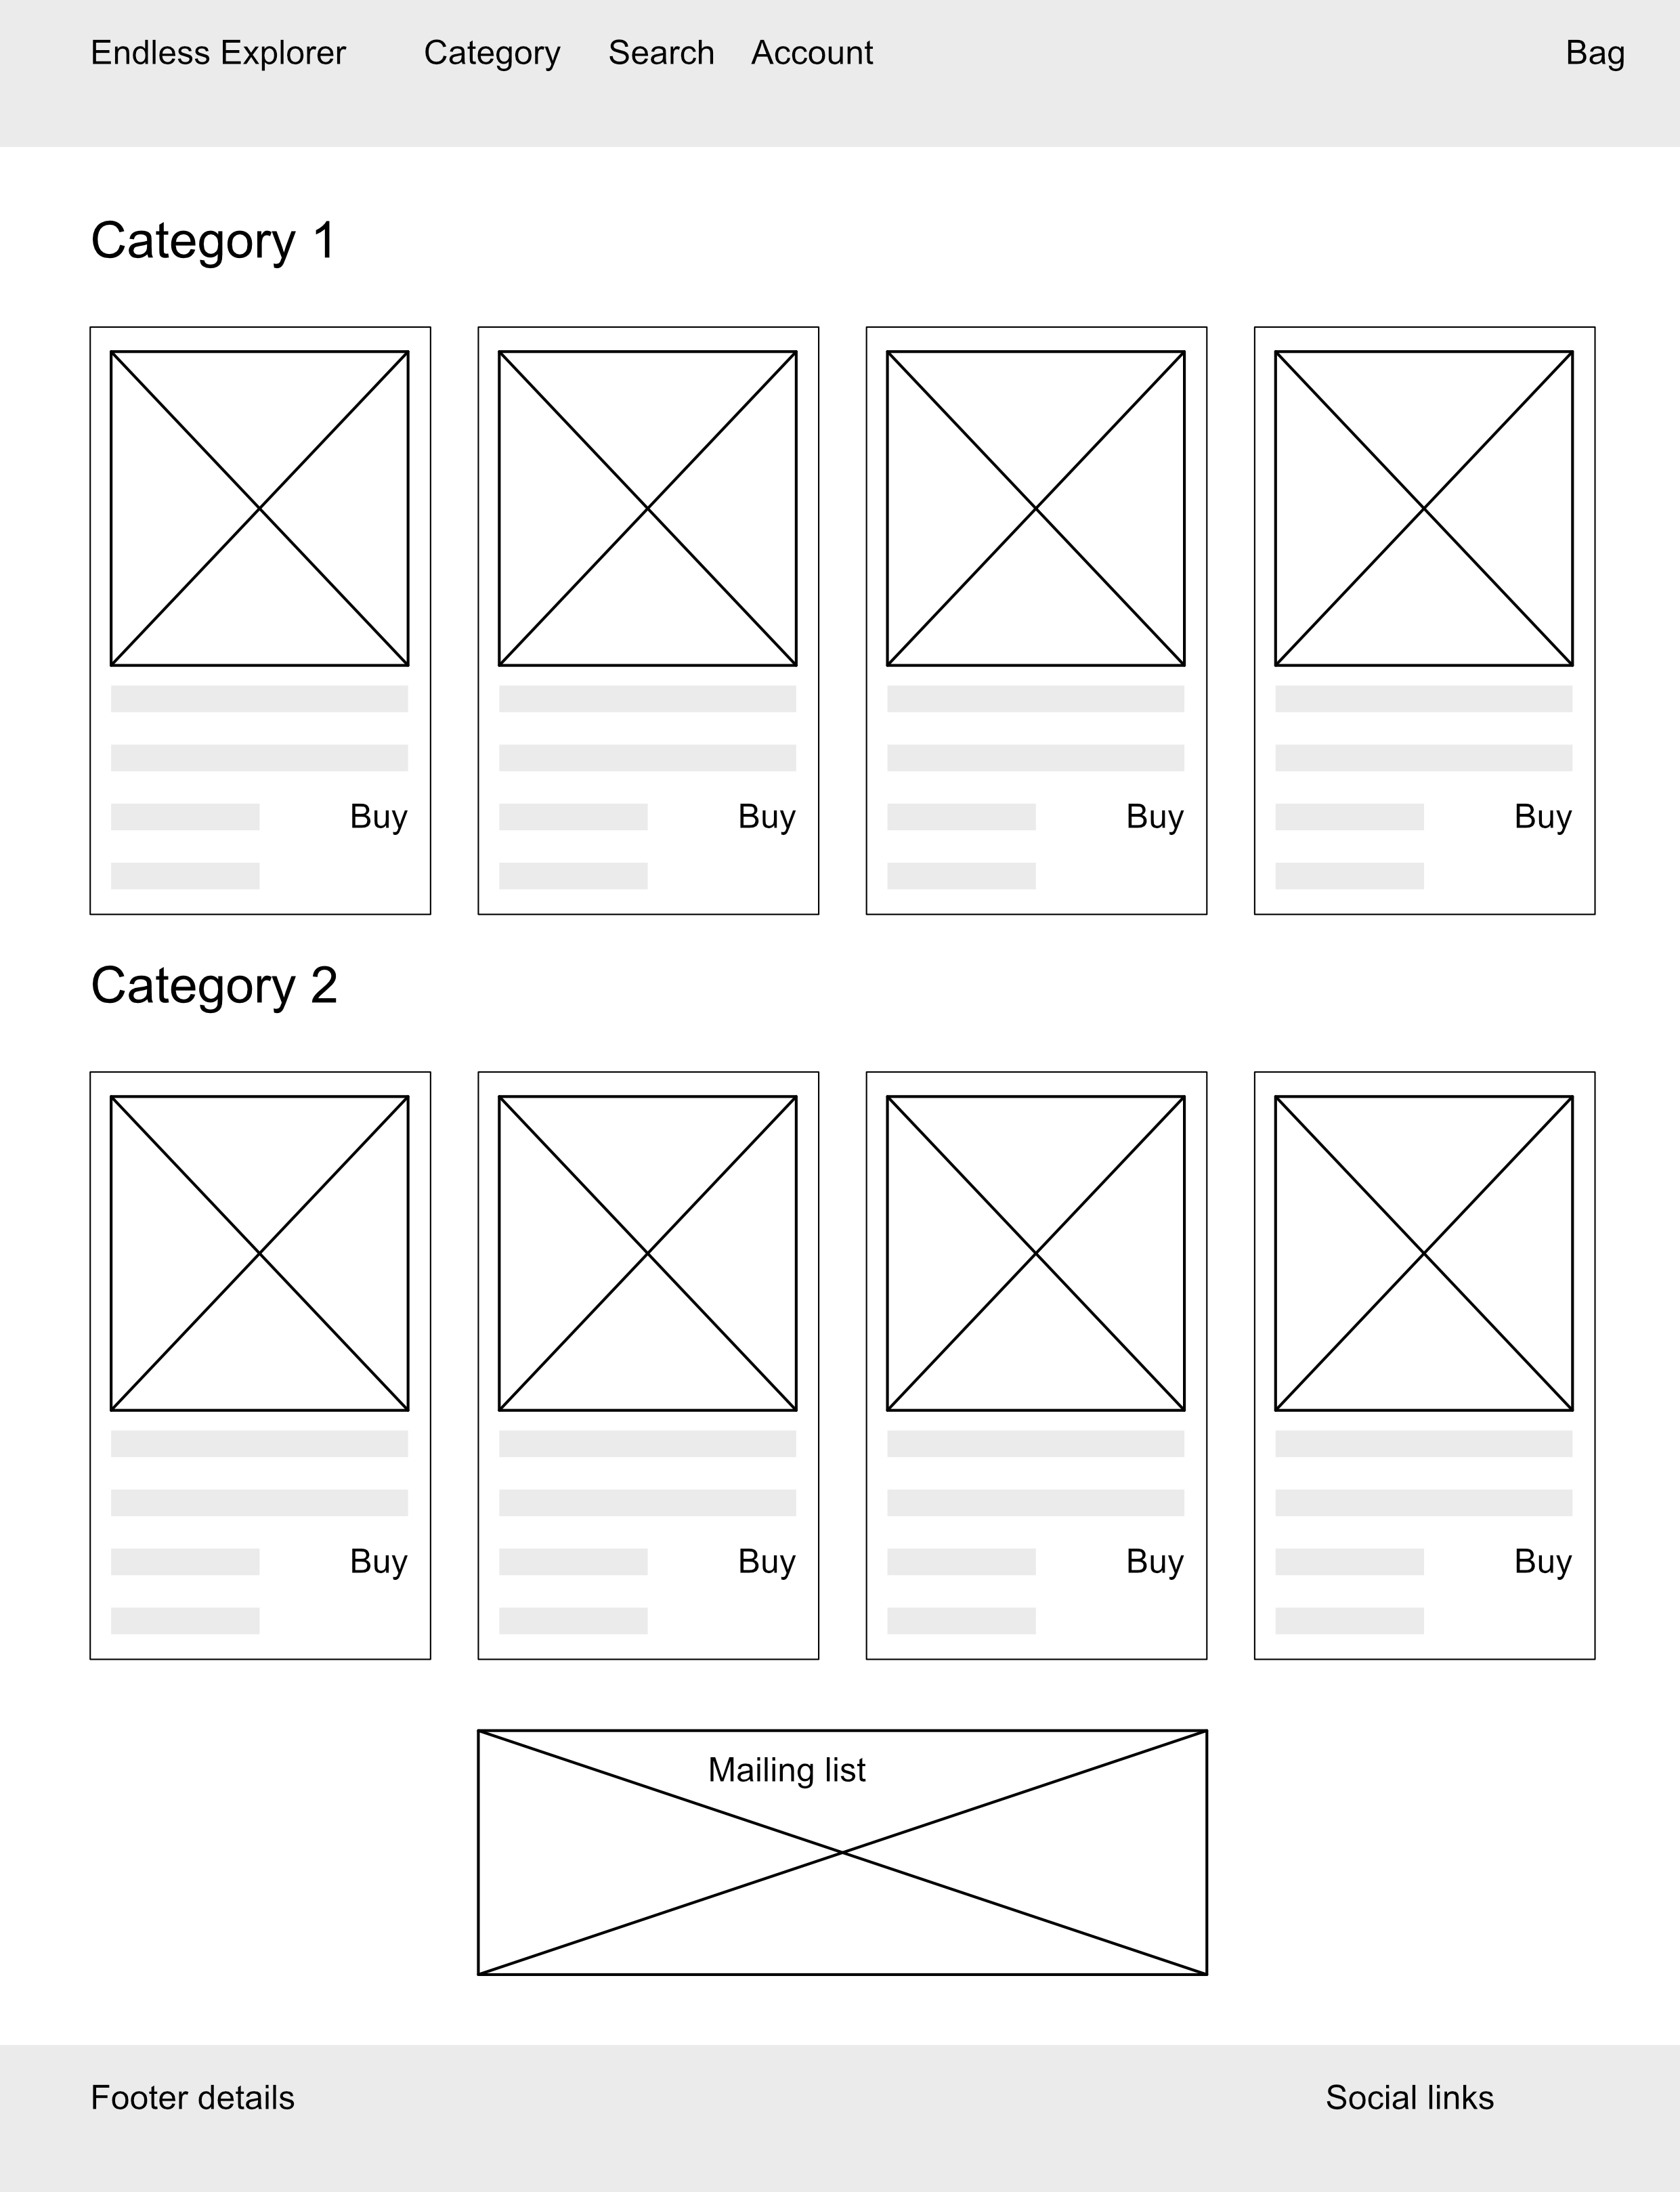 Endless Explorer Category Search Account Bag
Category 1
Buy Buy Buy Buy
Category 2
Buy Buy Buy Buy
Mailing list
Footer details Social links